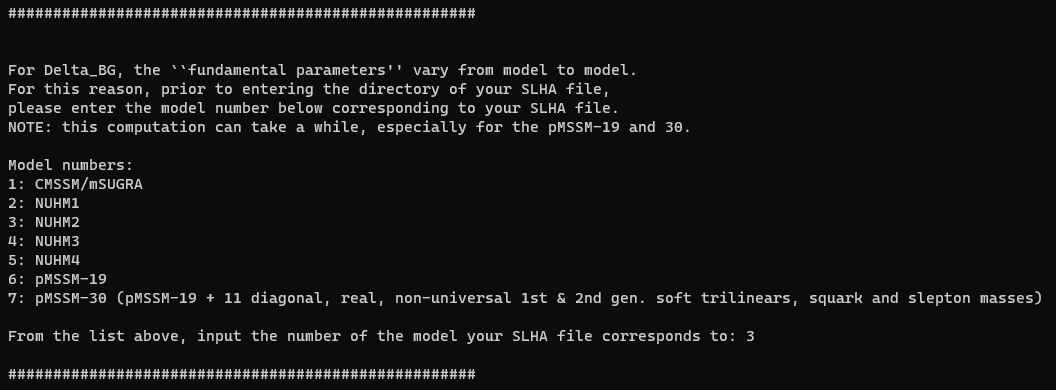 ####################################################
For Delta_BG, the ``fundamental parameters'' vary from model to model.
For this reason, prior to entering the directory of your SLHA file,
please enter the model number below corresponding to your SLHA file.
NOTE: this computation can take a while, especially for the pMSSM-19 and 30.
Model numbers:
1: CMSSM/mSUGRA
2: NUHM1
3: NUHM2
4: NUHM3
5: NUHM4
6: pMSSM-19
7: pMSSM-30 (pMSSM-19 + 11 diagonal, real, non-universal 1st & 2nd gen. soft trilinears, squark and slepton masses)
From the list above, input the number of the model your SLHA file corresponds to: 3
####################################################